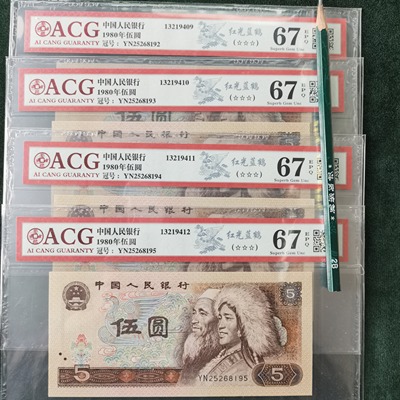 ACG
AI CANG GUARANTY
中国人民银行
1980年伍圆
冠号：YN25268192
13219409
红光蓝鹤
(☆☆☆)
67 EPQ
Superb Gem Unc
ACG
AI CANG GUARANTY
中国人民银行
1980年伍圆
冠号：YN25268193
13219410
红光蓝鹤
(☆☆☆)
67 EPQ
Superb Gem Unc
ACG
AI CANG GUARANTY
中国人民银行
1980年伍圆
冠号：YN25268194
13219411
红光蓝鹤
(☆☆☆)
67 EPQ
Superb Gem Unc
ACG
AI CANG GUARANTY
中国人民银行
1980年伍圆
冠号：YN25268195
13219412
红光蓝鹤
(☆☆☆)
67 EPQ
Superb Gem Unc
中国人民银行
5
伍圆
YN25268195
5
5
2B